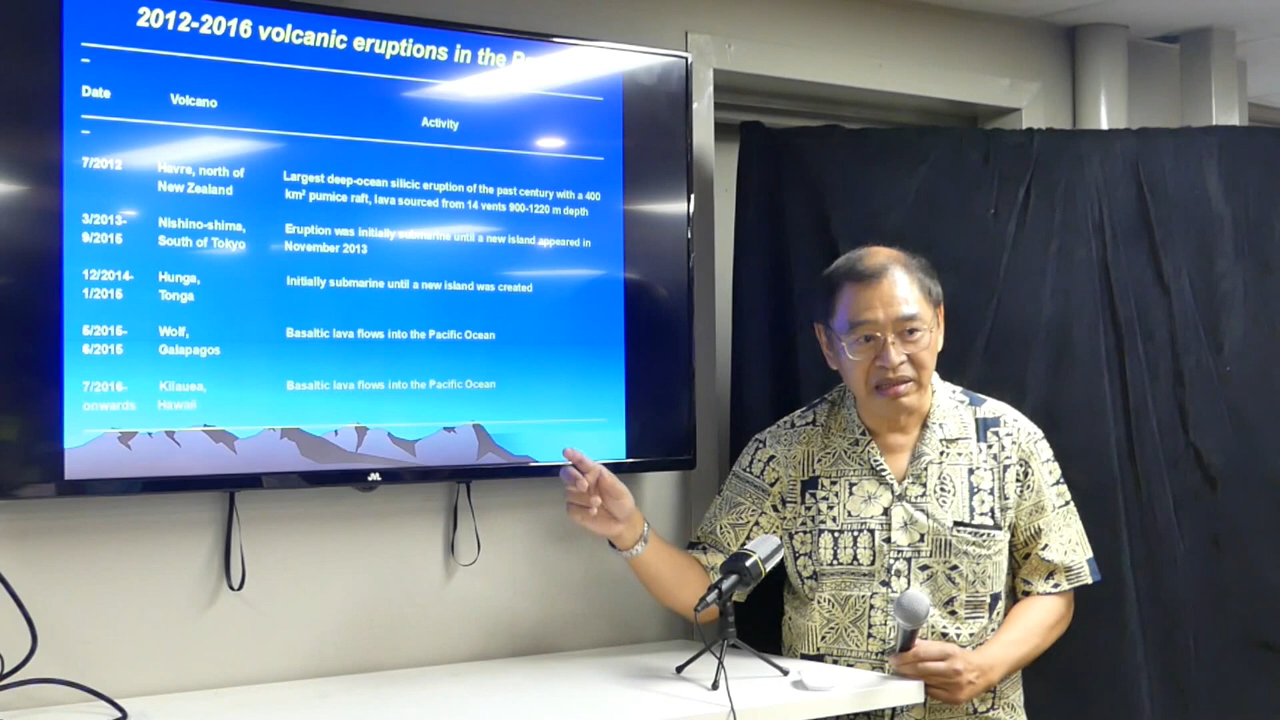 2012-2016 volcanic eruptions in the
Date Volcano Activity
7/2012 Havre, north of New Zealand Largest deep-ocean silicic eruption of the past century with a 400 km² pumice raft, lava sourced from 14 vents 900-1220 m depth
3/2013-9/2015 Nishino-shima, South of Tokyo Eruption was initially submarine until a new island appeared in November 2013
12/2014-1/2015 Hunga, Tonga Initially submarine until a new island was created
5/2015-6/2015 Wolf, Galapagos Basaltic lava flows into the Pacific Ocean
7/2016-onwards Kilauea, Hawaii Basaltic lava flows into the Pacific Ocean
JVL